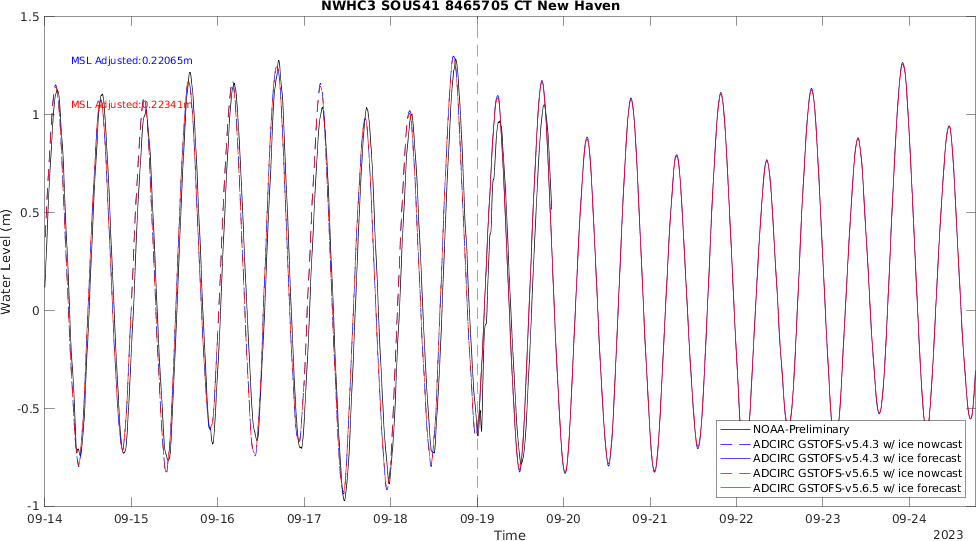 NWHC3 SOUS41 8465705 CT New Haven
1.5
1
0.5
0
-0.5
-1
Water Level (m)
MSL Adjusted:0.22065m
MSL Adjusted:0.22341m
NOAA-Preliminary
ADCIRC GSTOFS-v5.4.3 w/ ice nowcast
ADCIRC GSTOFS-v5.4.3 w/ ice forecast
ADCIRC GSTOFS-v5.6.5 w/ ice nowcast
ADCIRC GSTOFS-v5.6.5 w/ ice forecast
09-14 09-15 09-16 09-17 09-18 09-19 09-20 09-21 09-22 09-23 09-24
Time
2023